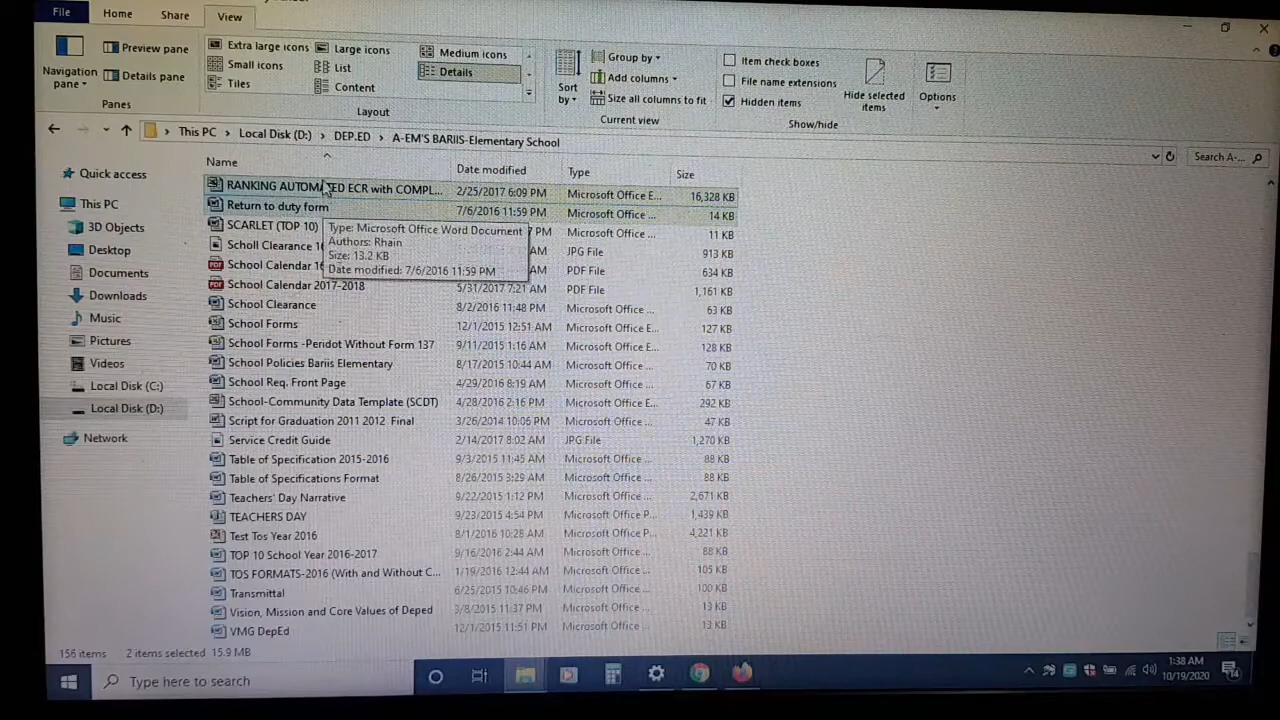 File Home Share View
Navigation pane
Preview pane
Details pane
Panes
Extra large icons Large icons Medium icons
Small icons List Details
Tiles Content
Layout
Sort by
Group by
Add columns
Size all columns to fit
Current view
Item check boxes
File name extensions
Hidden items
Hide selected items
Options
Show/hide
This PC > Local Disk (D:) > DEP.ED > A-EM'S BARIIS-Elementary School
Search A-...
Quick access
This PC
3D Objects
Desktop
Documents
Downloads
Music
Pictures
Videos
Local Disk (C:)
Local Disk (D:)
Network
Name Date modified Type Size
RANKING AUTOMATED ECR with COMPL... 2/25/2017 6:09 PM Microsoft Office E... 16,328 KB
Return to duty form 7/6/2016 11:59 PM Microsoft Office ... 14 KB
SCARLET (TOP 10) 7 PM Microsoft Office ... 11 KB
Scholl Clearance 1 AM JPG File 913 KB
School Calendar 1 AM PDF File 634 KB
School Calendar 2017-2018 5/31/2017 7:21 AM PDF File 1,161 KB
School Clearance 8/2/2016 11:48 PM Microsoft Office ... 63 KB
School Forms 12/1/2015 12:51 AM Microsoft Office E... 127 KB
School Forms -Peridot Without Form 137 9/11/2015 1:16 AM Microsoft Office E... 128 KB
School Policies Bariis Elementary 8/17/2015 10:44 AM Microsoft Office ... 70 KB
School Req. Front Page 4/29/2016 8:19 AM Microsoft Office ... 67 KB
School-Community Data Template (SCDT) 4/28/2016 2:16 PM Microsoft Office E... 292 KB
Script for Graduation 2011 2012 Final 3/26/2014 10:06 PM Microsoft Office ... 47 KB
Service Credit Guide 2/14/2017 8:02 AM JPG File 1,270 KB
Table of Specification 2015-2016 9/3/2015 11:45 AM Microsoft Office ... 88 KB
Table of Specifications Format 8/26/2015 3:29 AM Microsoft Office ... 88 KB
Teachers' Day Narrative 9/22/2015 1:12 PM Microsoft Office ... 2,671 KB
TEACHERS DAY 9/23/2015 4:54 PM Microsoft Office P... 1,439 KB
Test Tos Year 2016 8/1/2016 10:28 AM Microsoft Office P... 4,221 KB
TOP 10 School Year 2016-2017 9/16/2016 2:44 AM Microsoft Office ... 88 KB
TOS FORMATS-2016 (With and Without C... 1/19/2016 12:44 AM Microsoft Office ... 105 KB
Transmittal 6/25/2015 10:46 PM Microsoft Office ... 100 KB
Vision, Mission and Core Values of Deped 3/8/2015 11:37 PM Microsoft Office ... 13 KB
VMG DepEd 12/1/2015 11:51 PM Microsoft Office ... 13 KB
Type: Microsoft Office Word Document
Authors: Rhain
Size: 13.2 KB
Date modified: 7/6/2016 11:59 PM
156 items 2 items selected 15.9 MB
Type here to search
1:38 AM
10/19/2020